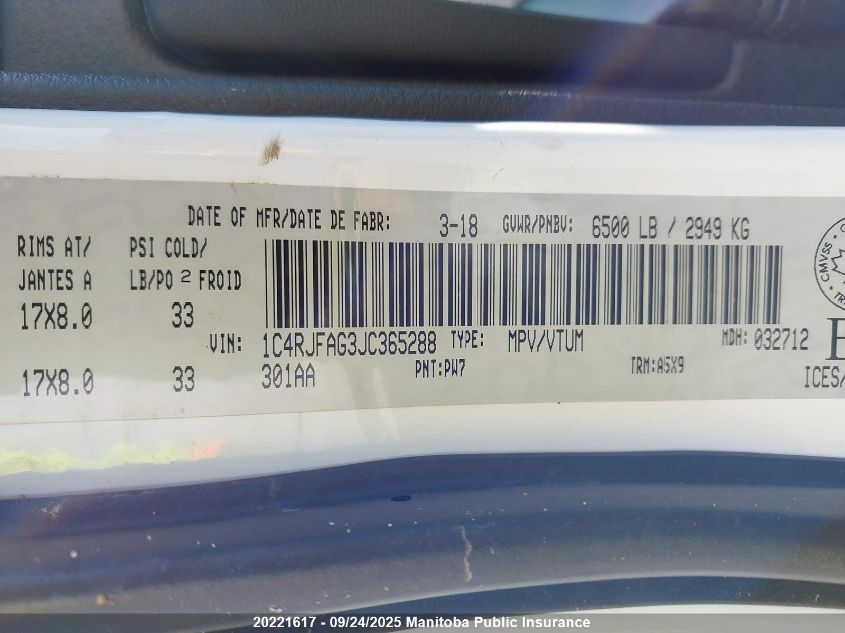 DATE OF MFR/DATE DE FABR: 3-18 GVWR/PNBV: 6500 LB / 2949 KG
RIMS AT/ PSI COLD/
JANTES A LB/PO 2 FROID
17X8.0 33
VIN: 1C4RJFAG3JC365288 TYPE: MPV/VTUM MDH: 032712
17X8.0 33 301AA PNT:PW7 TRM:A5X9 ICES/
CMVSS
20221617 - 09/24/2025 - Manitoba Public Insurance